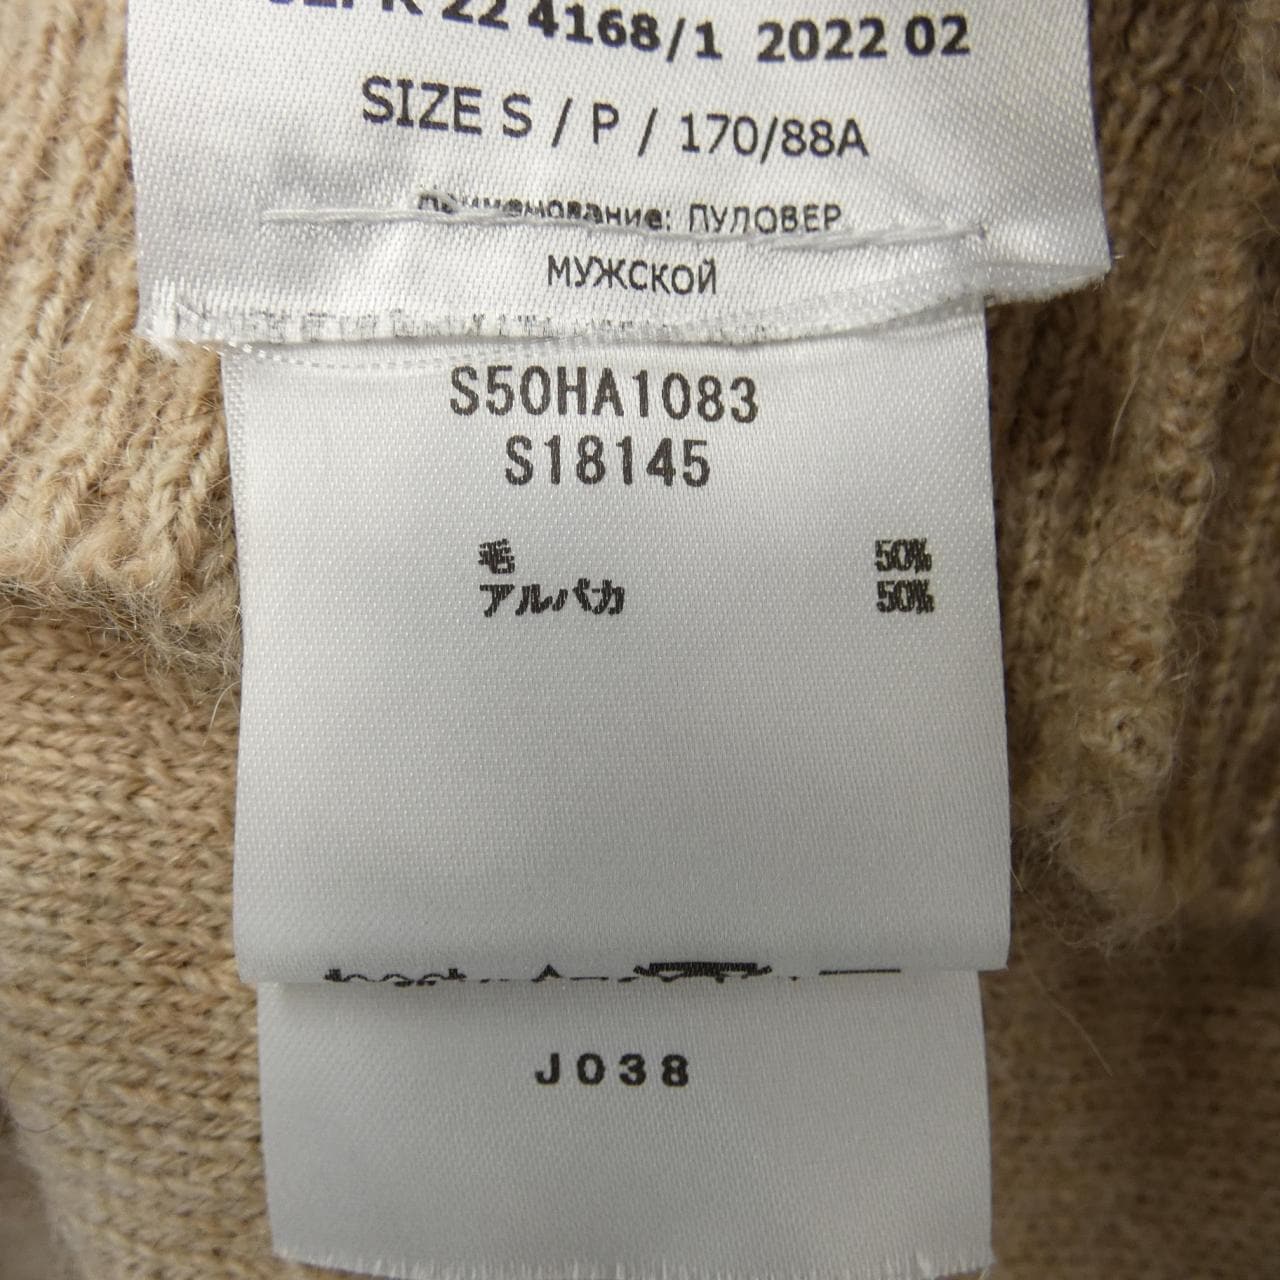 22 4168/1 2022 02
SIZE S / P / 170/88A
Наименование: ПУЛОВЕР
МУЖСКОЙ
S50HA1083
S18145
毛 50%
アルパカ 50%
J038